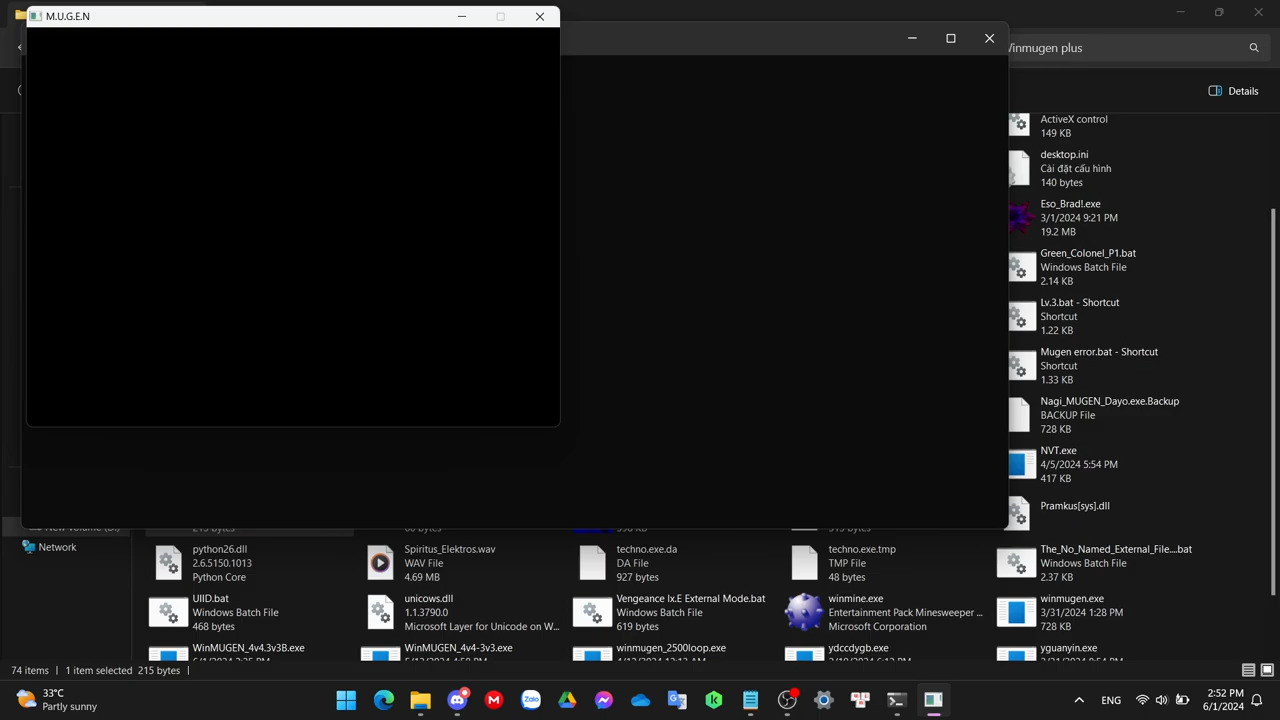 M.U.G.E.N
Winmugen plus
Details
ActiveX control
149 KB
desktop.ini
Cài đặt cấu hình
140 bytes
Eso_Brad!.exe
3/1/2024 9:21 PM
19.2 MB
Green_Colonel_P1.bat
Windows Batch File
2.14 KB
Lv.3.bat - Shortcut
Shortcut
1.22 KB
Mugen error.bat - Shortcut
Shortcut
1.33 KB
Nagi_MUGEN_Dayo.exe.Backup
BACKUP File
728 KB
NVT.exe
4/5/2024 5:54 PM
417 KB
Pramkus[sys].dll
Network
python26.dll
2.6.5150.1013
Python Core
Spiritus_Elektros.wav
WAV File
4.69 MB
techno.exe.da
DA File
927 bytes
techno.exe.tmp
TMP File
48 bytes
The_No_Named_External_File....bat
Windows Batch File
2.37 KB
UIID.bat
Windows Batch File
468 bytes
unicows.dll
1.1.3790.0
Microsoft Layer for Unicode on W...
Vengeance Ix.E External Mode.bat
Windows Batch File
619 bytes
winmine.exe
Entertainment Pack Minesweeper ...
Microsoft Corporation
winmugen.exe
3/31/2024 1:28 PM
728 KB
WinMUGEN_4v4.3v3B.exe
WinMUGEN_4v4-3v3.exe
winmugen_2500loop.exe
ydccdygb.exe
yguanyin.exe
74 items
1 item selected 215 bytes
33°C
Partly sunny
Zalo
ENG
2:52 PM
6/1/2024